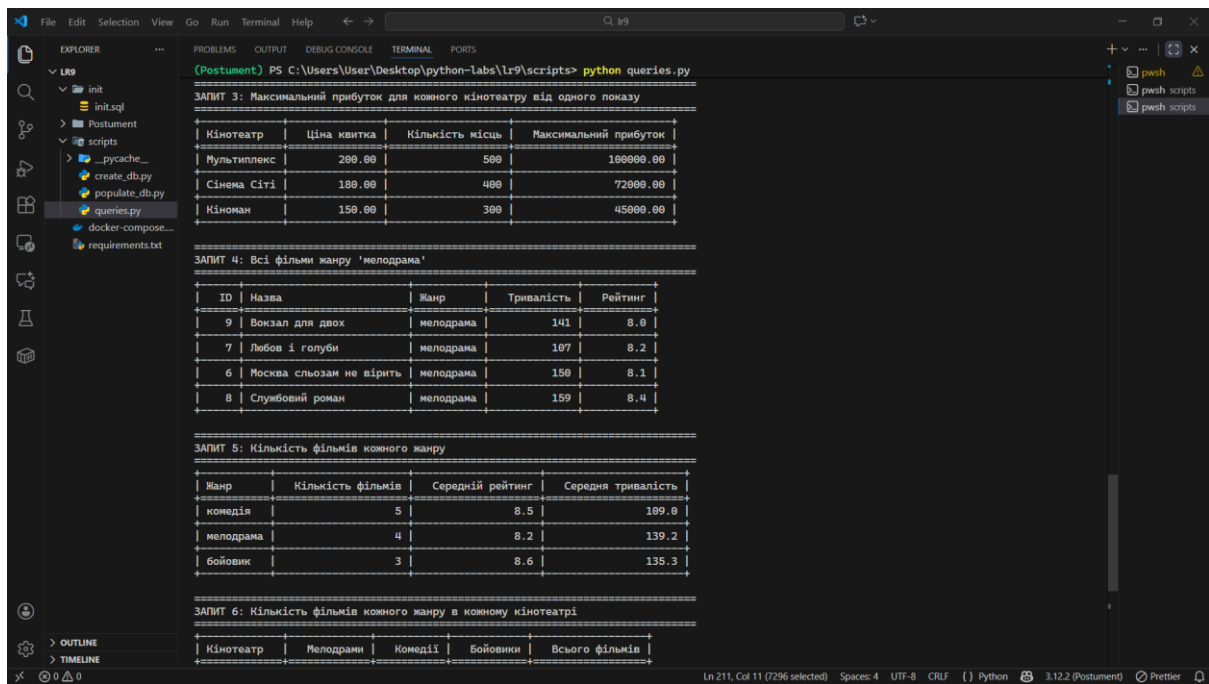 File Edit Selection View Go Run Terminal Help lr9
EXPLORER
LR9
init
init.sql
Postument
scripts
__pycache__
create_db.py
populate_db.py
queries.py
docker-compose....
requirements.txt
OUTLINE
TIMELINE
PROBLEMS OUTPUT DEBUG CONSOLE TERMINAL PORTS
(Postument) PS C:\Users\User\Desktop\python-labs\lr9\scripts> python queries.py
ЗАПИТ 3: Максимальний прибуток для кожного кінотеатру від одного показу
| Кінотеатр | Ціна квитка | Кількість місць | Максимальний прибуток |
| Мультиплекс | 200.00 | 500 | 100000.00 |
| Сінема Сіті | 180.00 | 400 | 72000.00 |
| Кіноман | 150.00 | 300 | 45000.00 |
ЗАПИТ 4: Всі фільми жанру 'мелодрама'
| ID | Назва | Жанр | Тривалість | Рейтинг |
| 9 | Вокзал для двох | мелодрама | 141 | 8.0 |
| 7 | Любов і голуби | мелодрама | 107 | 8.2 |
| 6 | Москва сльозам не вірить | мелодрама | 150 | 8.1 |
| 8 | Службовий роман | мелодрама | 159 | 8.4 |
ЗАПИТ 5: Кількість фільмів кожного жанру
| Жанр | Кількість фільмів | Середній рейтинг | Середня тривалість |
| комедія | 5 | 8.5 | 109.0 |
| мелодрама | 4 | 8.2 | 139.2 |
| бойовик | 3 | 8.6 | 135.3 |
ЗАПИТ 6: Кількість фільмів кожного жанру в кожному кінотеатрі
| Кінотеатр | Мелодрами | Комедії | Бойовики | Всього фільмів |
pwsh
pwsh scripts
pwsh scripts
0 0 Ln 211, Col 11 (7296 selected) Spaces: 4 UTF-8 CRLF { } Python 3.12.2 (Postument) Prettier